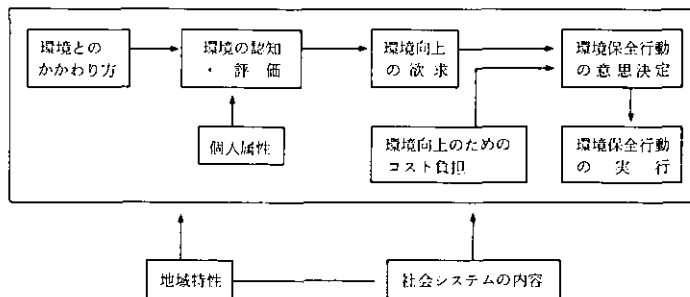 環境との
かかわり方
環境の認知
・評価
環境向上
の欲求
環境保全行動
の意思決定
個人属性
環境向上のための
コスト負担
環境保全行動
の実行
地域特性
社会システムの内容